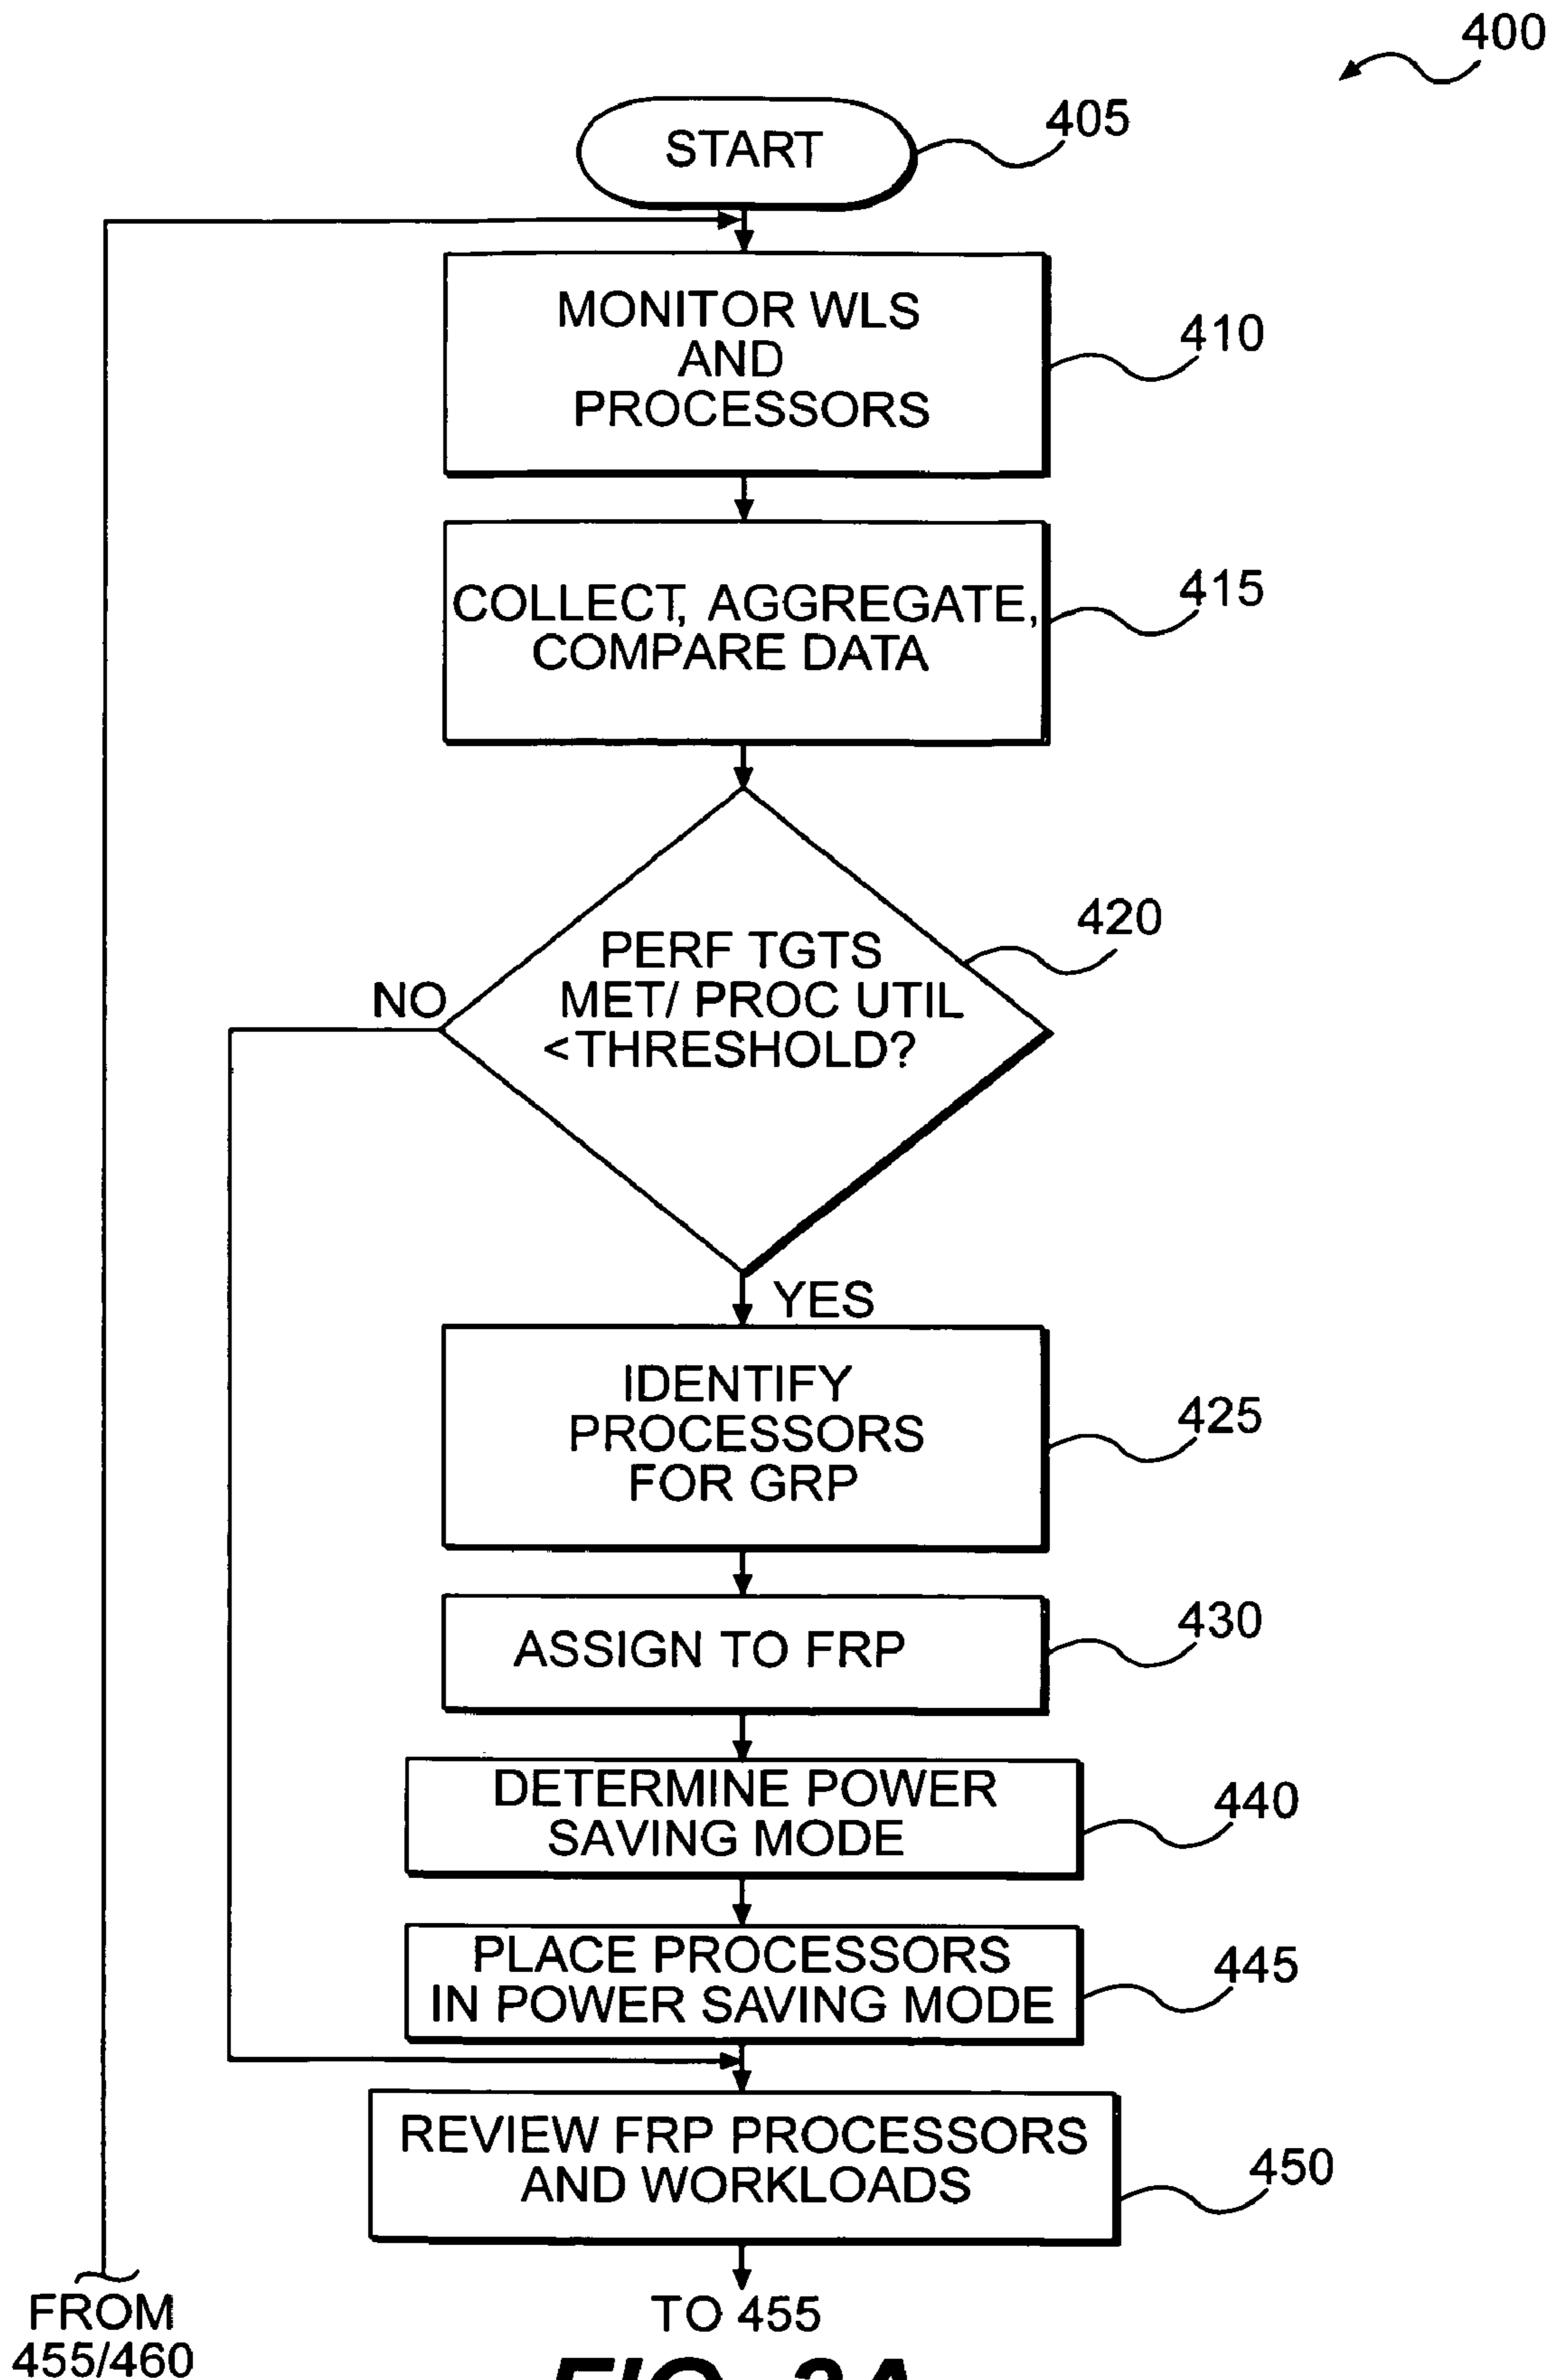 400
START
405
MONITOR WLS
AND
PROCESSORS
410
COLLECT, AGGREGATE,
COMPARE DATA
415
PERF TGTS
MET/ PROC UTIL
<THRESHOLD?
420
NO
YES
IDENTIFY
PROCESSORS
FOR GRP
425
ASSIGN TO FRP
430
DETERMINE POWER
SAVING MODE
440
PLACE PROCESSORS
IN POWER SAVING MODE
445
REVIEW FRP PROCESSORS
AND WORKLOADS
450
FROM
455/460
TO 455
FIG. 3A